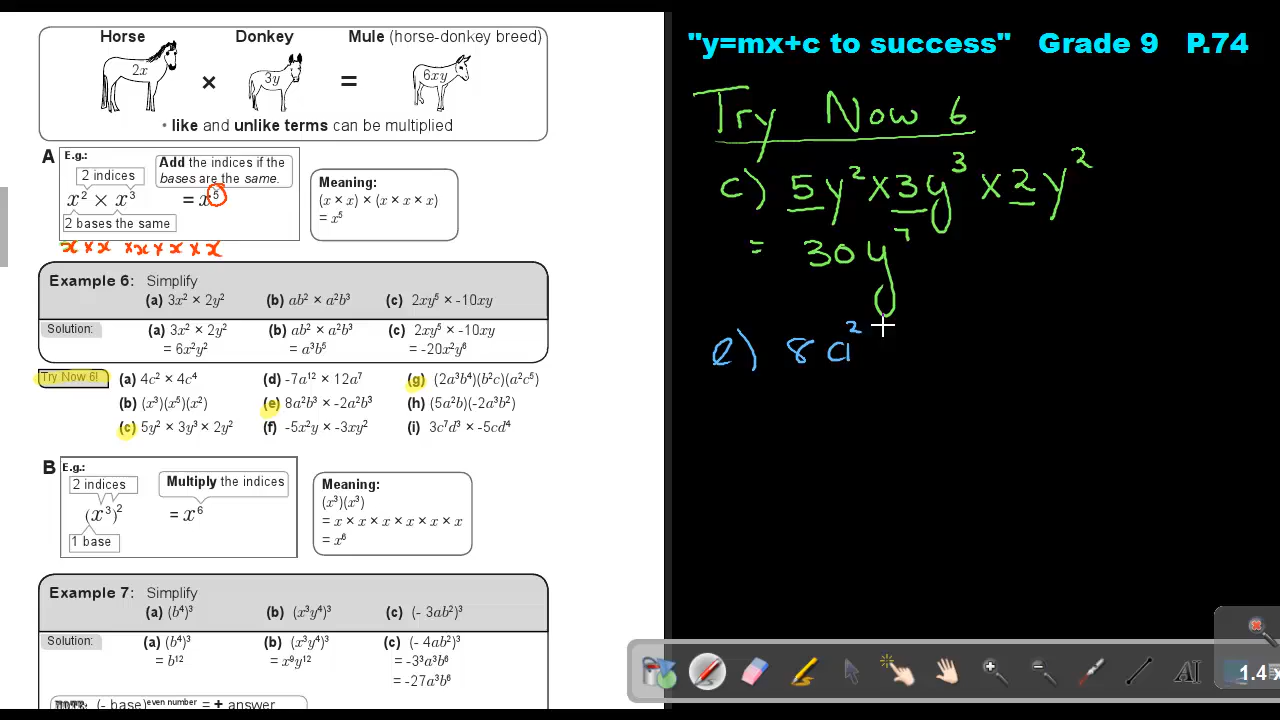 Horse Donkey Mule (horse-donkey breed)
2x × 3y = 6xy
• like and unlike terms can be multiplied
A
E.g.:
2 indices
x² × x³ = x⁵
2 bases the same
Add the indices if the
bases are the same.
Meaning:
(x × x) × (x × x × x)
= x⁵
x × x × x × x × x
Example 6: Simplify
(a) 3x² × 2y² (b) ab² × a²b³ (c) 2xy⁵ × -10xy
Solution: (a) 3x² × 2y² (b) ab² × a²b³ (c) 2xy⁵ × -10xy
= 6x²y² = a³b⁵ = -20x²y⁶
Try Now 6! (a) 4c² × 4c⁴ (d) -7a¹² × 12a⁷ (g) (2a³b⁴)(b²c)(a²c⁵)
(b) (x³)(x⁵)(x²) (e) 8a²b³ × -2a²b³ (h) (5a²b)(-2a³b²)
(c) 5y² × 3y³ × 2y² (f) -5x²y × -3xy² (i) 3c⁷d³ × -5cd⁴
B
E.g.:
2 indices
(x³)² = x⁶
1 base
Multiply the indices
Meaning:
(x³)(x³)
= x × x × x × x × x × x
= x⁶
Example 7: Simplify
(a) (b⁴)³ (b) (x³y⁴)³ (c) (- 3ab²)³
Solution: (a) (b⁴)³ (b) (x³y⁴)³ (c) (- 4ab²)³
= b¹² = x⁹y¹² = -3³a³b⁶
= -27a³b⁶
NOTE: (- base)ᵉᵛᵉⁿ ⁿᵘᵐᵇᵉʳ = + answer
"y=mx+c to success" Grade 9 P.74
Try Now 6
c) 5y² × 3y³ × 2y²
= 30y⁷
e) 8a²
AI
1.4 x